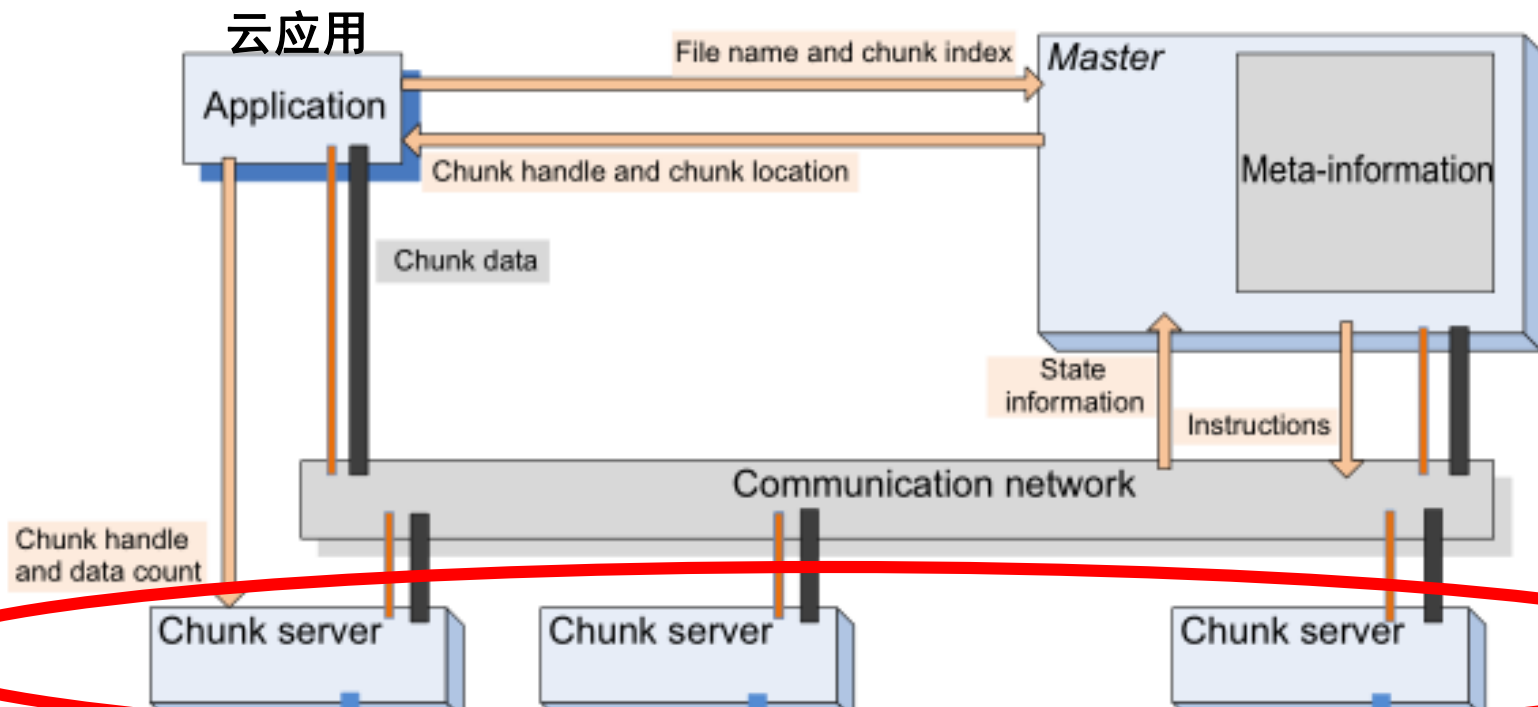 云应用
File name and chunk index
Master
Application
Meta-information
Chunk handle and chunk location
Chunk data
State
information
Instructions
Communication network
Chunk handle
and data count
Chunk server
Chunk server
Chunk server